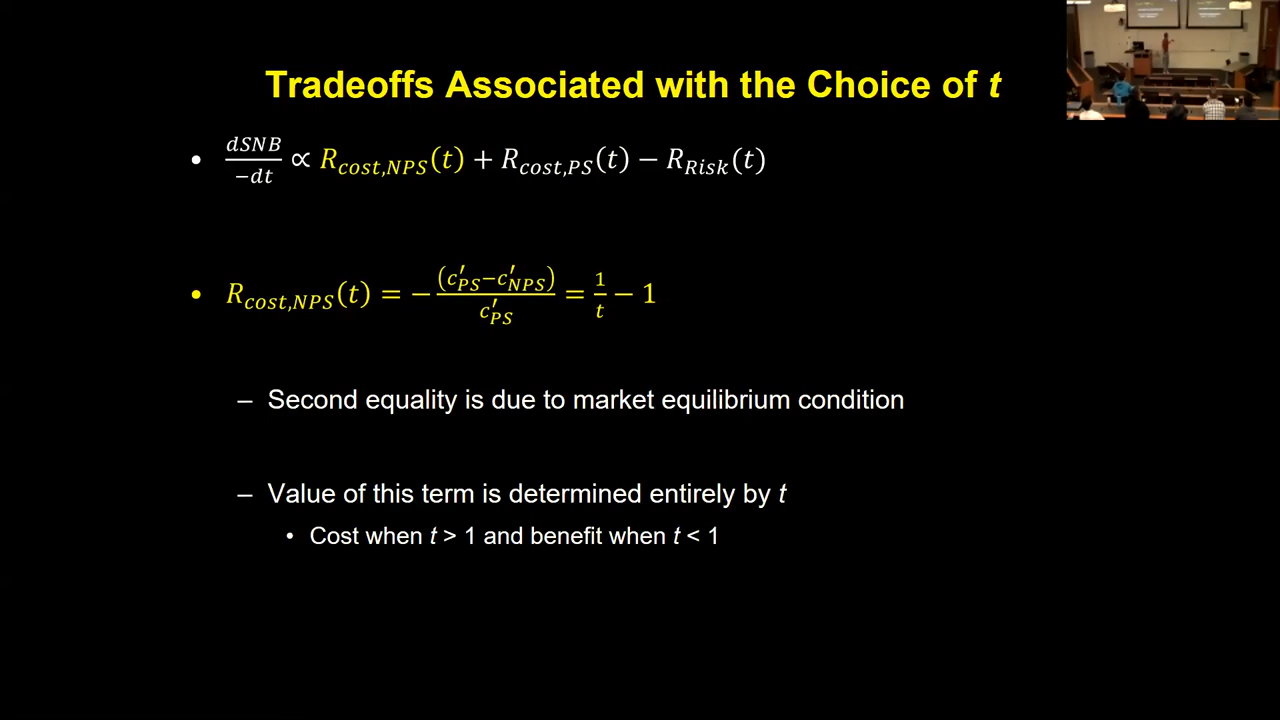 Tradeoffs Associated with the Choice of t
• dSNB/−dt ∝ R_cost,NPS(t) + R_cost,PS(t) − R_Risk(t)
• R_cost,NPS(t) = −(c′_PS−c′_NPS)/c′_PS = 1/t − 1
– Second equality is due to market equilibrium condition
– Value of this term is determined entirely by t
• Cost when t > 1 and benefit when t < 1